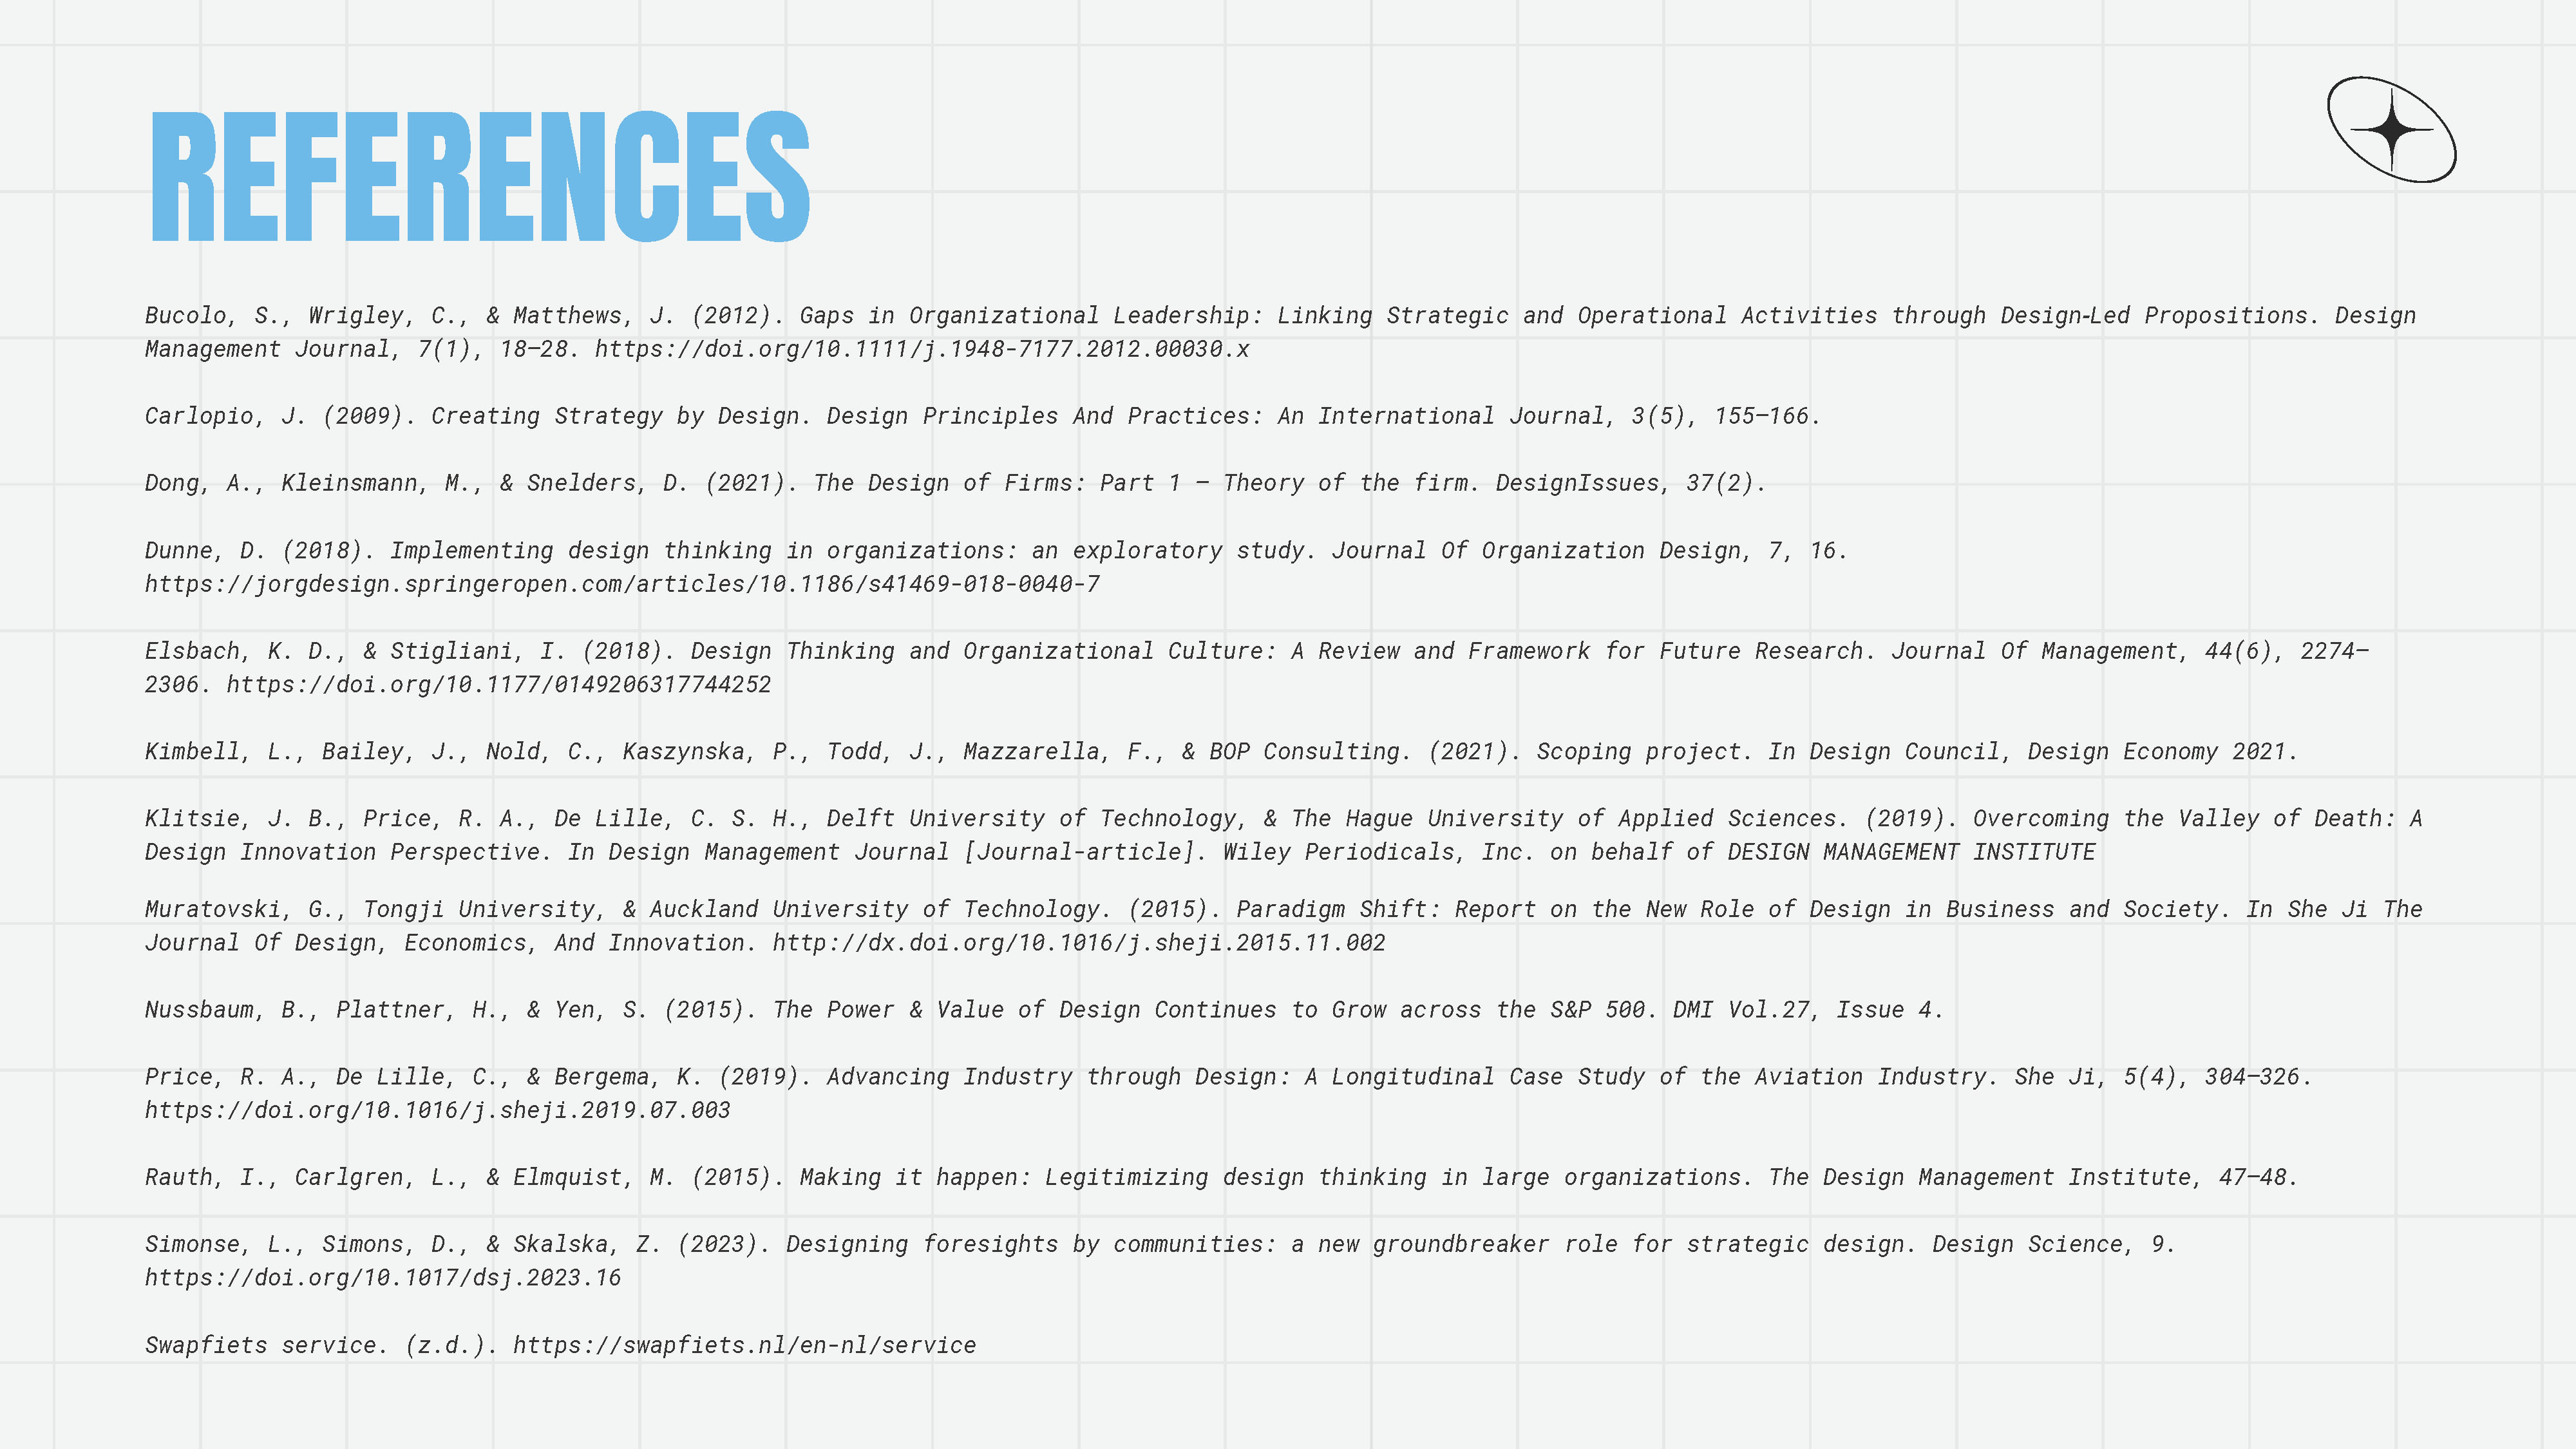 REFERENCES
Bucolo, S., Wrigley, C., & Matthews, J. (2012). Gaps in Organizational Leadership: Linking Strategic and Operational Activities through Design-Led Propositions. Design
Management Journal, 7(1), 18–28. https://doi.org/10.1111/j.1948-7177.2012.00030.x
Carlopio, J. (2009). Creating Strategy by Design. Design Principles And Practices: An International Journal, 3(5), 155–166.
Dong, A., Kleinsmann, M., & Snelders, D. (2021). The Design of Firms: Part 1 – Theory of the firm. DesignIssues, 37(2).
Dunne, D. (2018). Implementing design thinking in organizations: an exploratory study. Journal Of Organization Design, 7, 16.
https://jorgdesign.springeropen.com/articles/10.1186/s41469-018-0040-7
Elsbach, K. D., & Stigliani, I. (2018). Design Thinking and Organizational Culture: A Review and Framework for Future Research. Journal Of Management, 44(6), 2274–
2306. https://doi.org/10.1177/0149206317744252
Kimbell, L., Bailey, J., Nold, C., Kaszynska, P., Todd, J., Mazzarella, F., & BOP Consulting. (2021). Scoping project. In Design Council, Design Economy 2021.
Klitsie, J. B., Price, R. A., De Lille, C. S. H., Delft University of Technology, & The Hague University of Applied Sciences. (2019). Overcoming the Valley of Death: A
Design Innovation Perspective. In Design Management Journal [Journal-article]. Wiley Periodicals, Inc. on behalf of DESIGN MANAGEMENT INSTITUTE
Muratovski, G., Tongji University, & Auckland University of Technology. (2015). Paradigm Shift: Report on the New Role of Design in Business and Society. In She Ji The
Journal Of Design, Economics, And Innovation. http://dx.doi.org/10.1016/j.sheji.2015.11.002
Nussbaum, B., Plattner, H., & Yen, S. (2015). The Power & Value of Design Continues to Grow across the S&P 500. DMI Vol.27, Issue 4.
Price, R. A., De Lille, C., & Bergema, K. (2019). Advancing Industry through Design: A Longitudinal Case Study of the Aviation Industry. She Ji, 5(4), 304–326.
https://doi.org/10.1016/j.sheji.2019.07.003
Rauth, I., Carlgren, L., & Elmquist, M. (2015). Making it happen: Legitimizing design thinking in large organizations. The Design Management Institute, 47–48.
Simonse, L., Simons, D., & Skalska, Z. (2023). Designing foresights by communities: a new groundbreaker role for strategic design. Design Science, 9.
https://doi.org/10.1017/dsj.2023.16
Swapfiets service. (z.d.). https://swapfiets.nl/en-nl/service